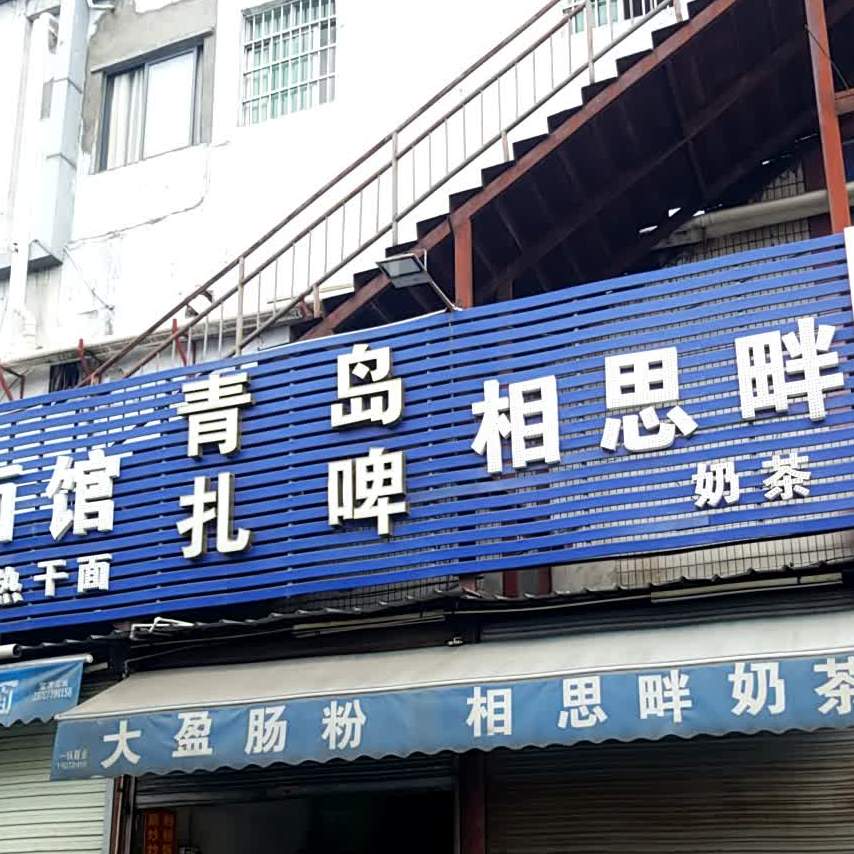 面馆
热干面
青岛
扎啤
相思畔
奶茶
大盈肠粉 相思畔奶茶